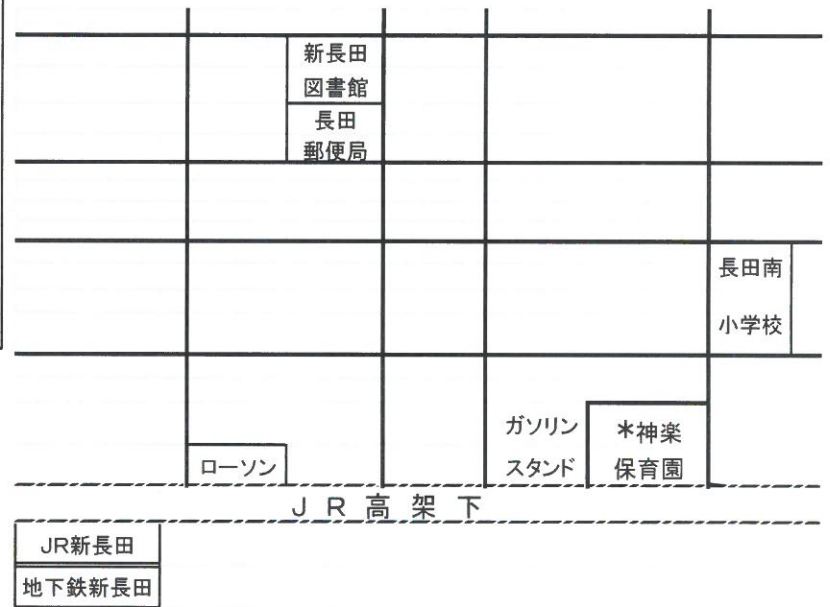 新長田
図書館
長田
郵便局
長田南
小学校
ガソリン
スタンド
*神楽
保育園
ローソン
JR高架下
JR新長田
地下鉄新長田